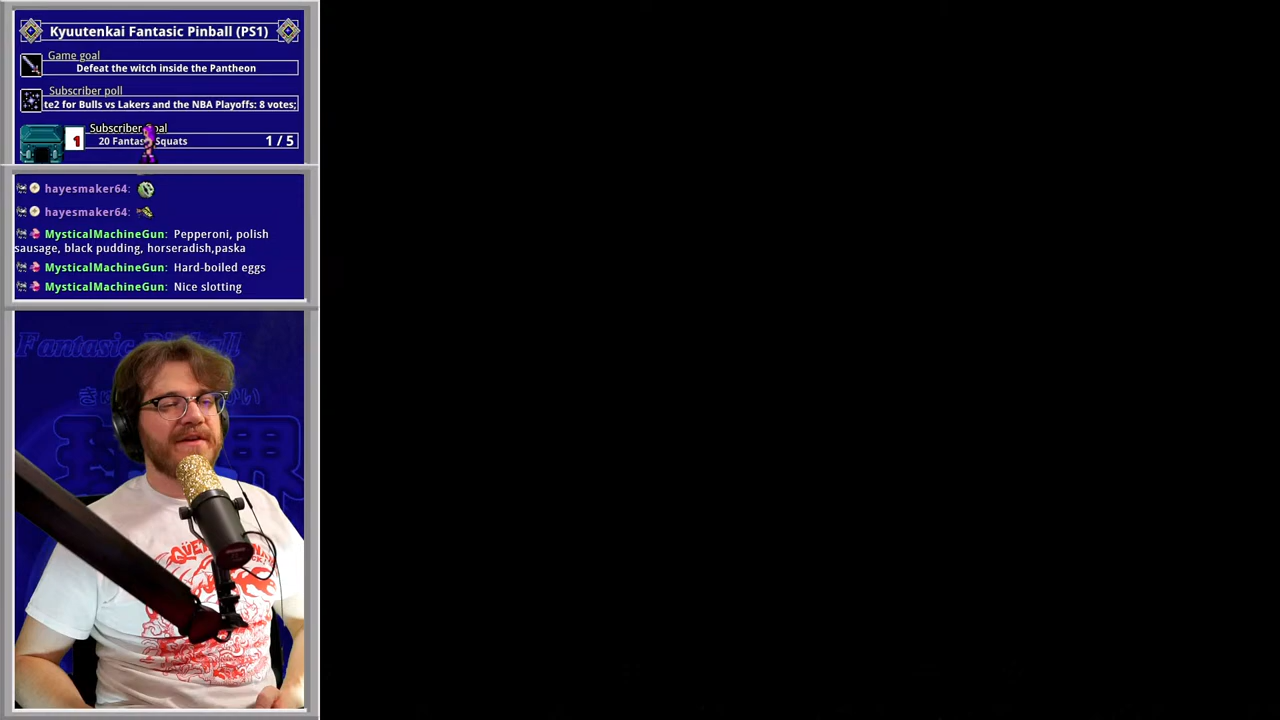 Kyuutenkai Fantasic Pinball (PS1)
Game goal
Defeat the witch inside the Pantheon
Subscriber poll
te2 for Bulls vs Lakers and the NBA Playoffs: 8 votes;
Subscriber
1
20 Squats
1 / 5
hayesmaker64:
hayesmaker64:
MysticalMachineGun: Pepperoni, polish
sausage, black pudding, horseradish,paska
MysticalMachineGun: Hard-boiled eggs
MysticalMachineGun: Nice slotting
Fantasic